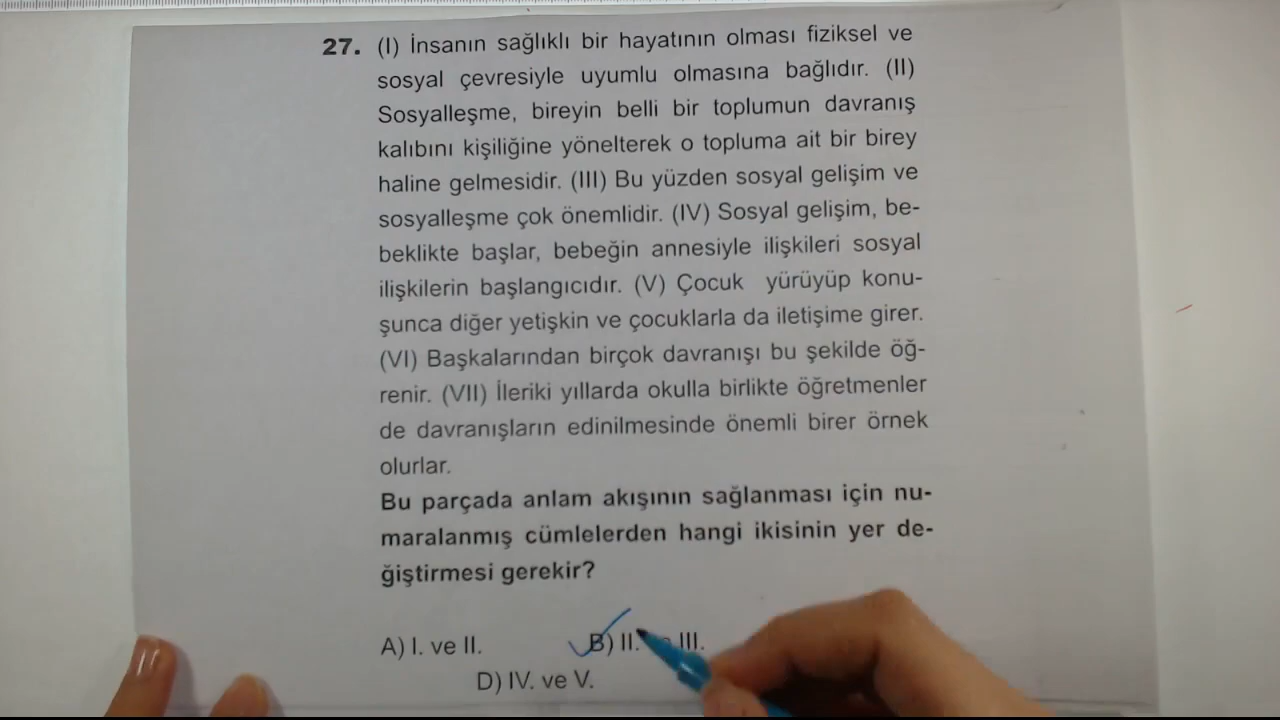 27. (I) İnsanın sağlıklı bir hayatının olması fiziksel ve
sosyal çevresiyle uyumlu olmasına bağlıdır. (II)
Sosyalleşme, bireyin belli bir toplumun davranış
kalıbını kişiliğine yönelterek o topluma ait bir birey
haline gelmesidir. (III) Bu yüzden sosyal gelişim ve
sosyalleşme çok önemlidir. (IV) Sosyal gelişim, be-
beklikte başlar, bebeğin annesiyle ilişkileri sosyal
ilişkilerin başlangıcıdır. (V) Çocuk yürüyüp konu-
şunca diğer yetişkin ve çocuklarla da iletişime girer.
(VI) Başkalarından birçok davranışı bu şekilde öğ-
renir. (VII) İleriki yıllarda okulla birlikte öğretmenler
de davranışların edinilmesinde önemli birer örnek
olurlar.
Bu parçada anlam akışının sağlanması için nu-
maralanmış cümlelerden hangi ikisinin yer de-
ğiştirmesi gerekir?
A) I. ve II. B) II. III.
D) IV. ve V.